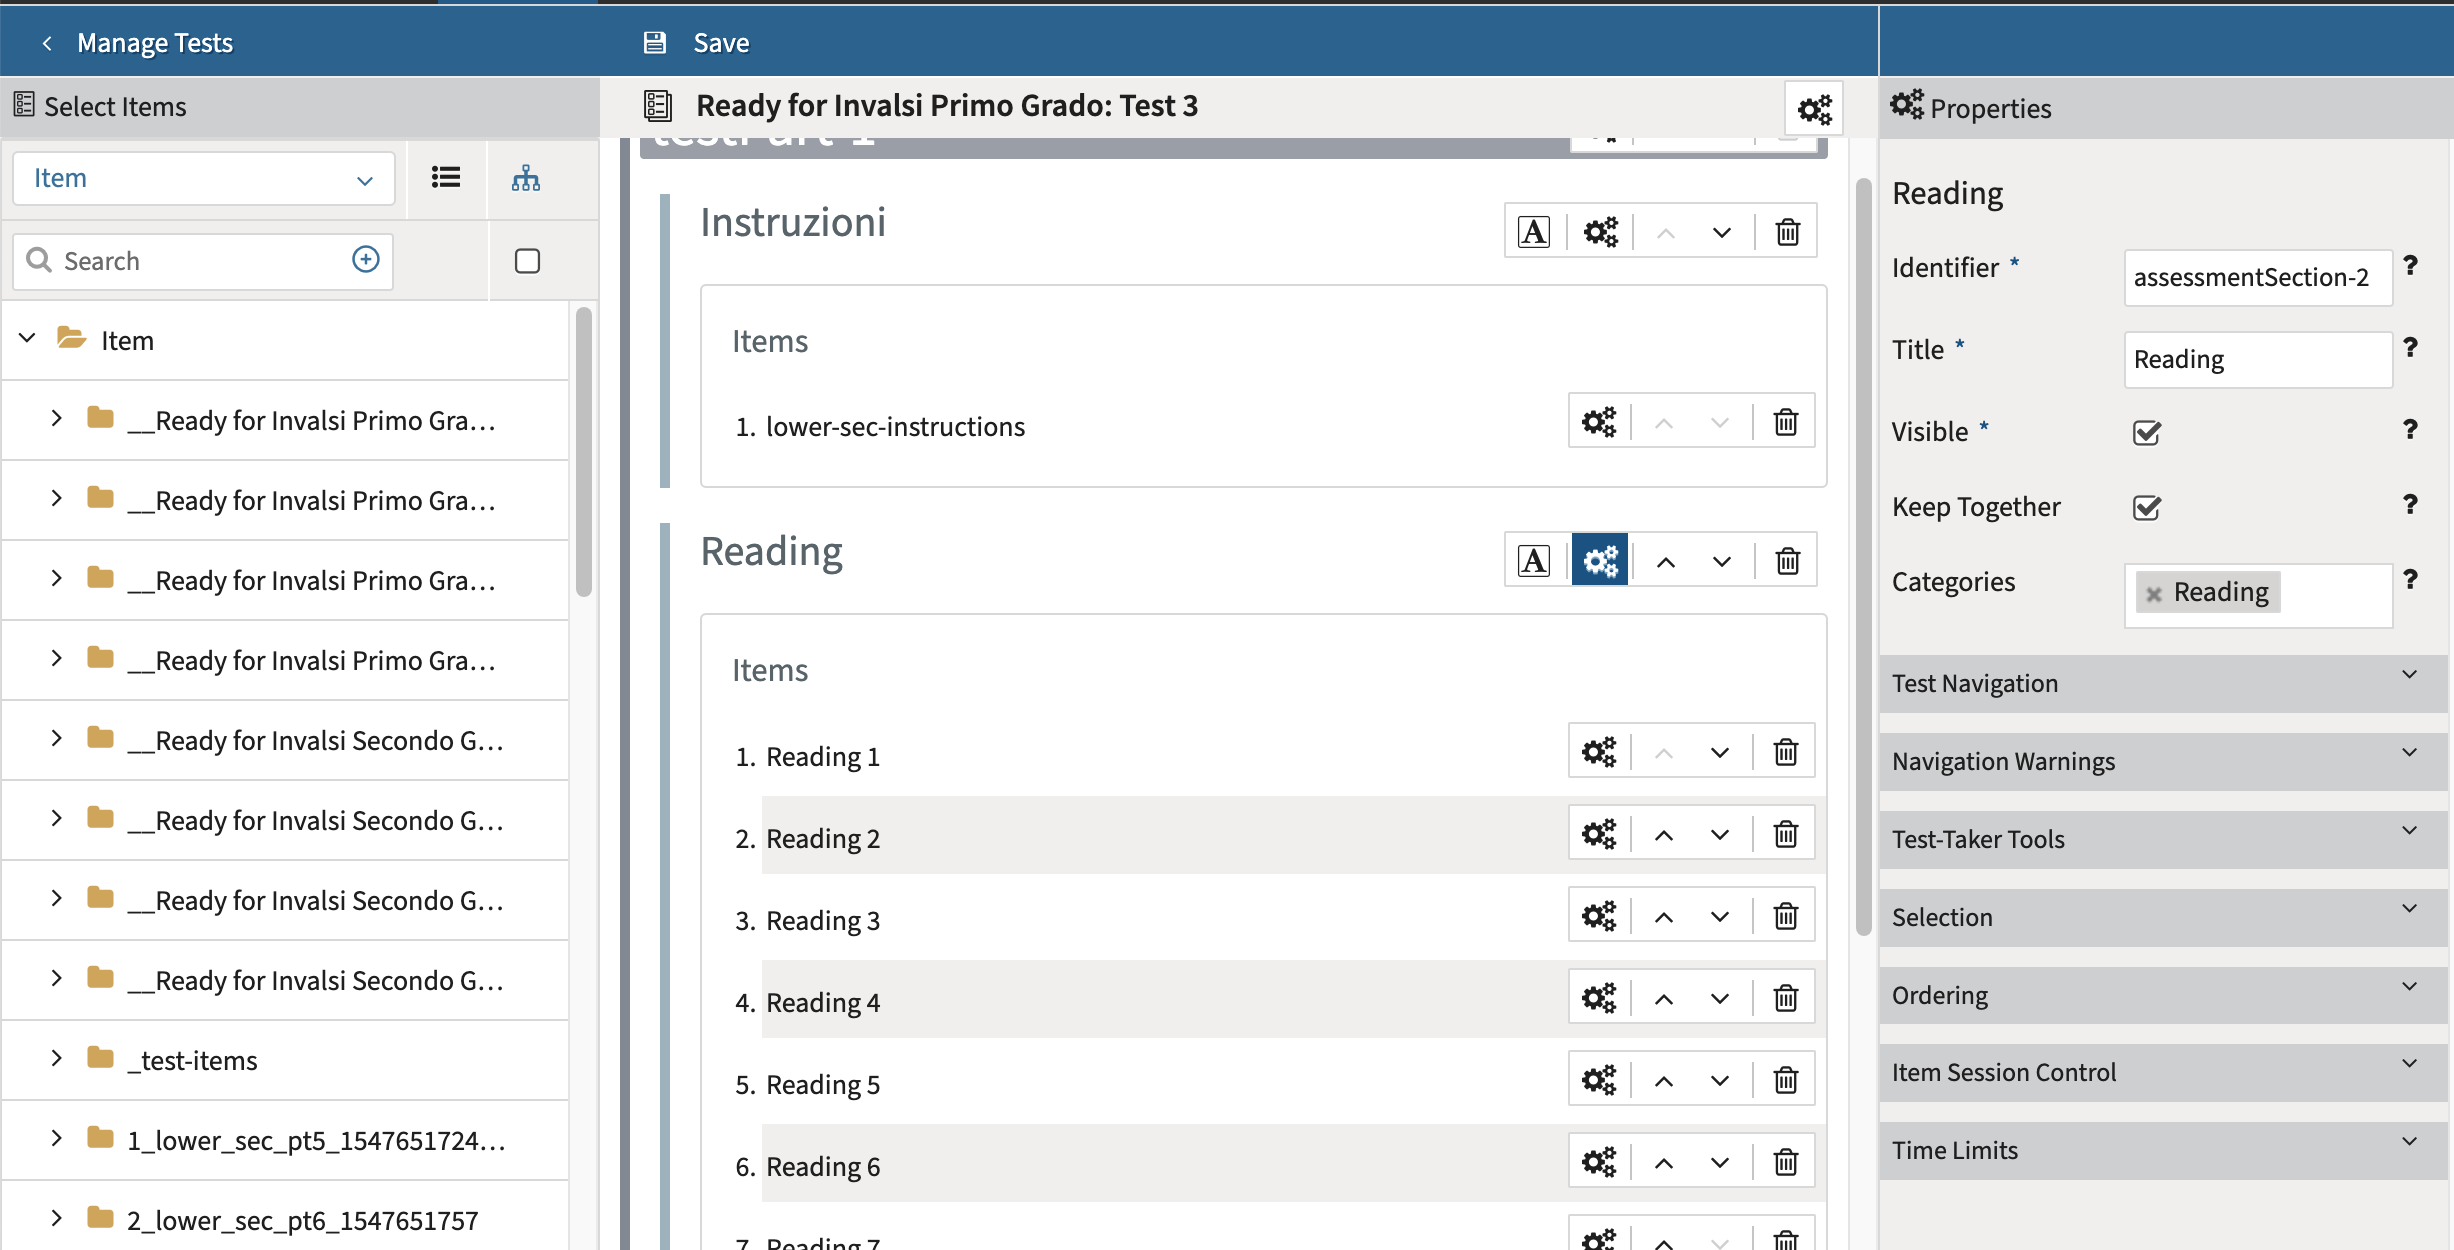 Manage Tests
Save
Select Items
Ready for Invalsi Primo Grado: Test 3
Properties
Item
Search
Item
__Ready for Invalsi Primo Gra...
__Ready for Invalsi Primo Gra...
__Ready for Invalsi Primo Gra...
__Ready for Invalsi Primo Gra...
__Ready for Invalsi Secondo G...
__Ready for Invalsi Secondo G...
__Ready for Invalsi Secondo G...
__Ready for Invalsi Secondo G...
_test-items
1_lower_sec_pt5_1547651724...
2_lower_sec_pt6_1547651757
testPart-1
Instruzioni
A
Items
1. lower-sec-instructions
Reading
A
Items
1. Reading 1
2. Reading 2
3. Reading 3
4. Reading 4
5. Reading 5
6. Reading 6
7. Reading 7
Reading
Identifier * assessmentSection-2 ?
Title * Reading ?
Visible * ?
Keep Together ?
Categories × Reading ?
Test Navigation
Navigation Warnings
Test-Taker Tools
Selection
Ordering
Item Session Control
Time Limits